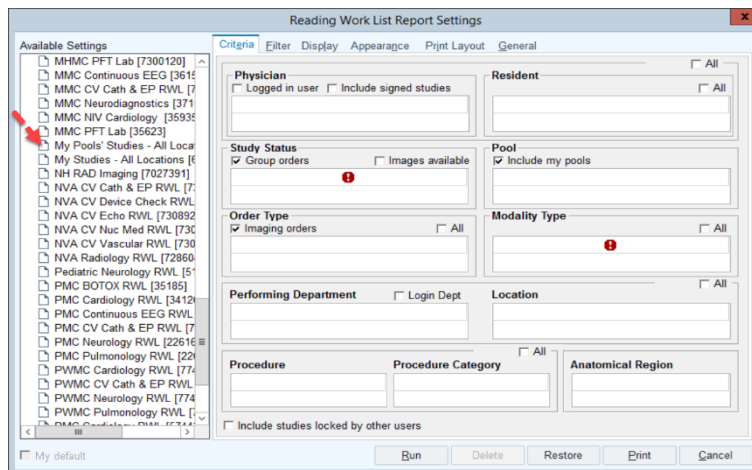 Reading Work List Report Settings
x
Available Settings
Criteria Filter Display Appearance Print Layout General
MHMC PFT Lab [7300120]
MMC Continuous EEG [3615
MMC CV Cath & EP RWL [7
MMC Neurodiagnostics [371
MMC NIV Cardiology [35935
MMC PFT Lab [35623]
My Pools' Studies - All Locat
My Studies - All Locations [6
NH RAD Imaging [7027391]
NVA CV Cath & EP RWL [73
NVA CV Device Check RWL
NVA CV Echo RWL [730892
NVA CV Nuc Med RWL [730
NVA CV Vascular RWL [730
NVA Radiology RWL [72860
Pediatric Neurology RWL [51
PMC BOTOX RWL [35185]
PMC Cardiology RWL [3412
PMC Continuous EEG RWL
PMC CV Cath & EP RWL [7
PMC Neurology RWL [22616
PMC Pulmonology RWL [22
PWMC Cardiology RWL [774
PWMC CV Cath & EP RWL
PWMC Neurology RWL [774
PWMC Pulmonology RWL [7
My default
All
Physician
Logged in user Include signed studies
Resident
All
Study Status
Group orders Images available
Pool
Include my pools
Order Type
Imaging orders All
Modality Type
All
All
Performing Department Login Dept Location
All
Procedure Procedure Category Anatomical Region
Include studies locked by other users
Run Delete Restore Print Cancel